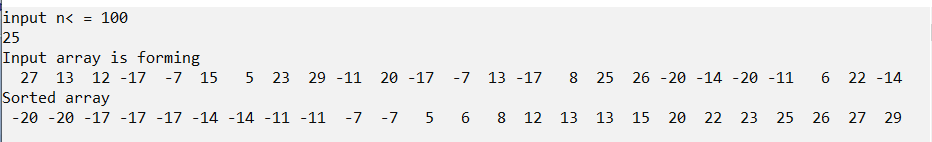 input n< = 100
25
Input array is forming
27 13 12 -17 -7 15 5 23 29 -11 20 -17 -7 13 -17 8 25 26 -20 -14 -20 -11 6 22 -14
Sorted array
-20 -20 -17 -17 -17 -14 -14 -11 -11 -7 -7 5 6 8 12 13 13 15 20 22 23 25 26 27 29